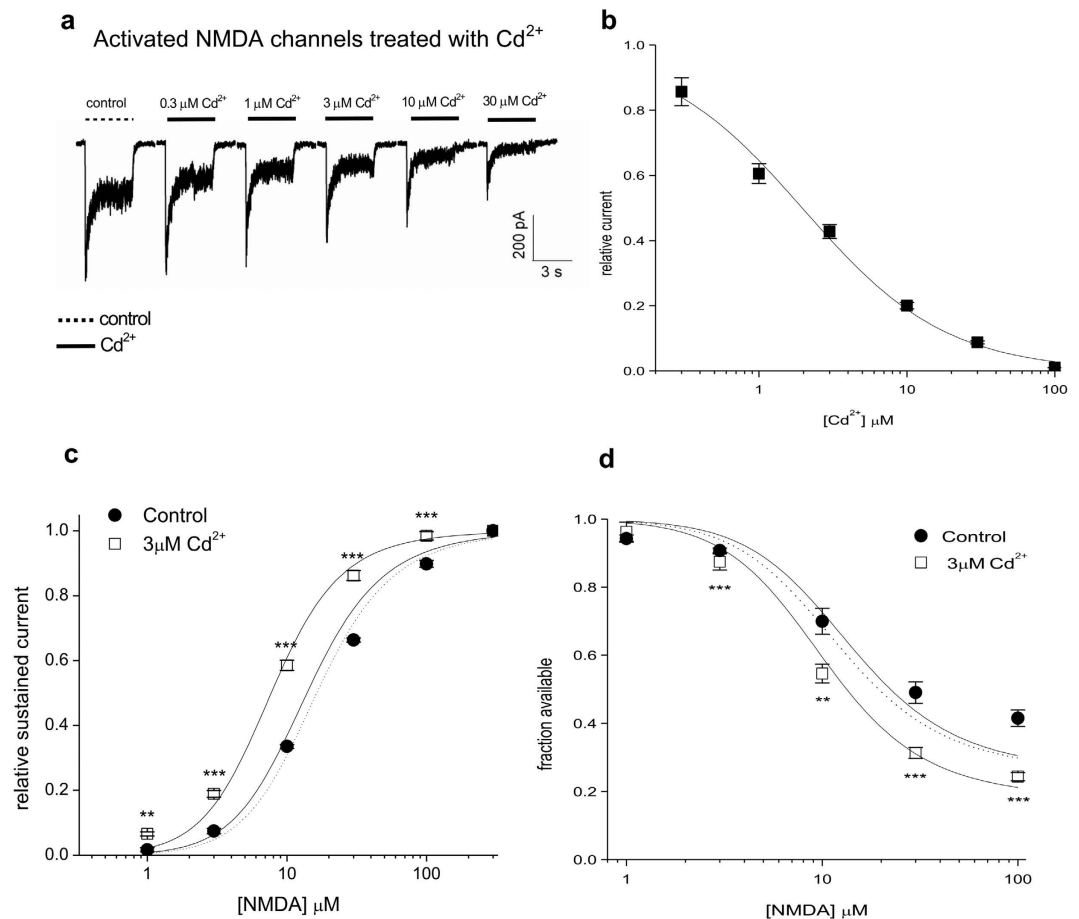 a
Activated NMDA channels treated with Cd²⁺
control
0.3 μM Cd²⁺
1 μM Cd²⁺
3 μM Cd²⁺
10 μM Cd²⁺
30 μM Cd²⁺
200 pA
3 s
control
Cd²⁺
b
1.0
0.8
0.6
0.4
0.2
0.0
relative current
1
10
100
[Cd²⁺] μM
c
Control
3μM Cd²⁺
1.0
0.8
0.6
0.4
0.2
0.0
relative sustained current
**
***
***
***
***
1
10
100
[NMDA] μM
d
Control
3μM Cd²⁺
1.0
0.8
0.6
0.4
0.2
0.0
fraction available
***
**
***
***
1
10
100
[NMDA] μM